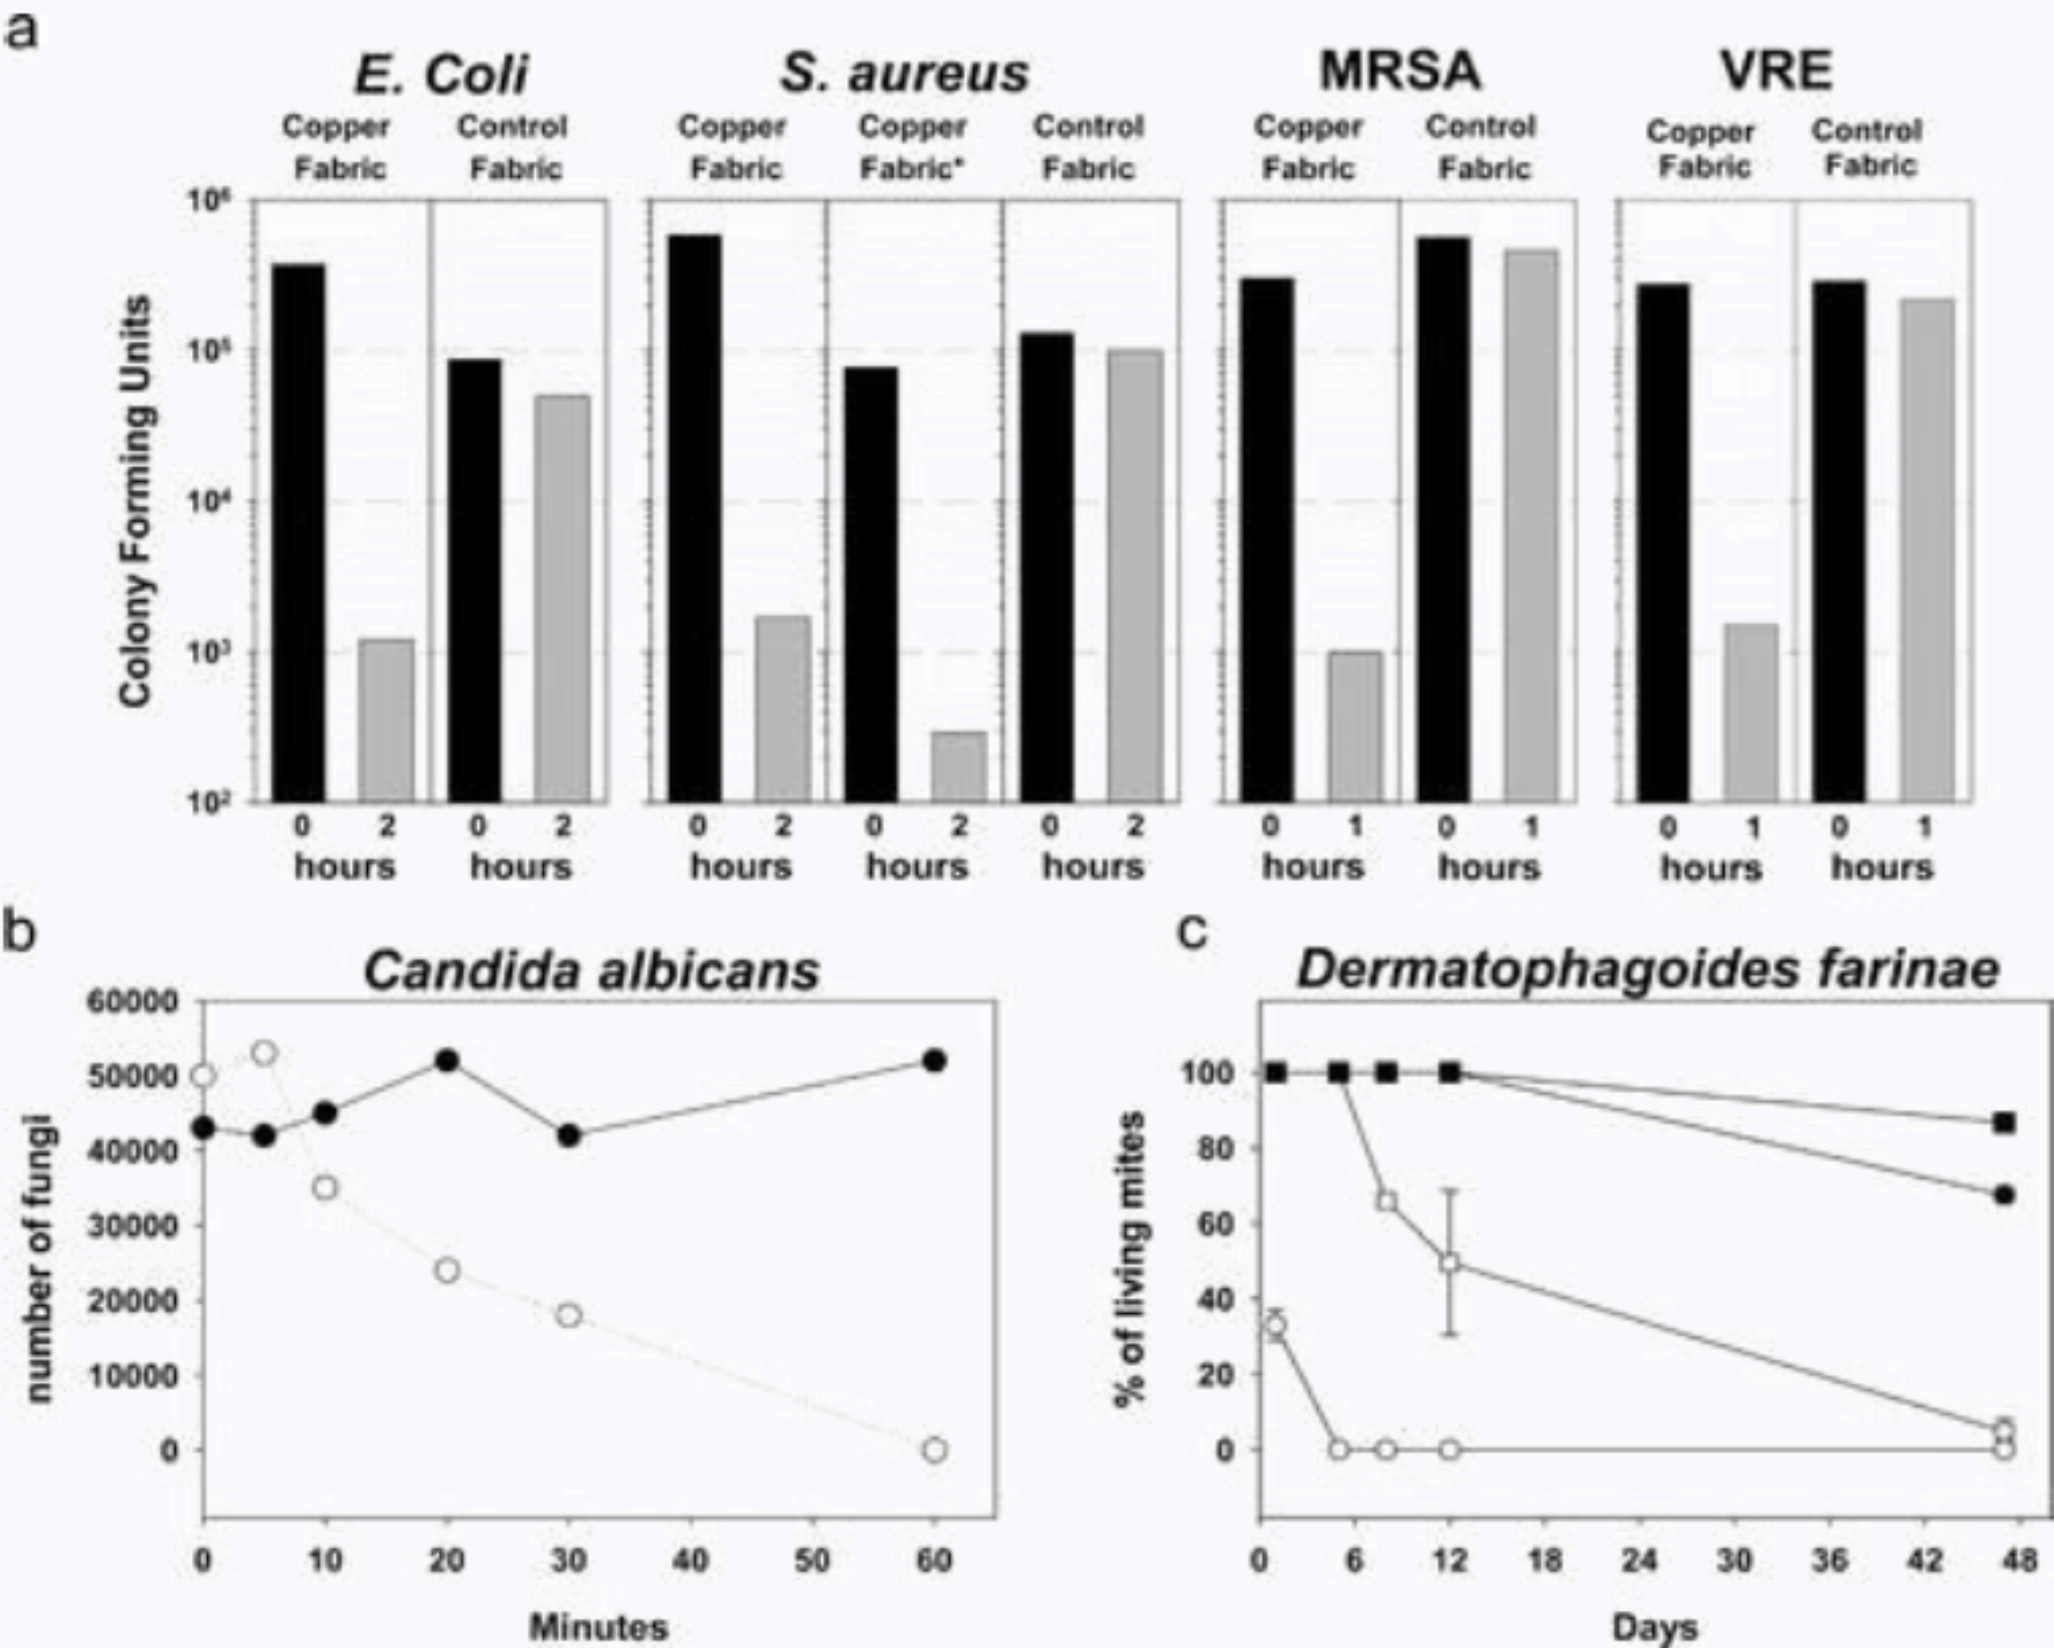 a
E. Coli
S. aureus
MRSA
VRE
Copper Fabric
Control Fabric
Copper Fabric
Copper Fabric*
Control Fabric
Copper Fabric
Control Fabric
Copper Fabric
Control Fabric
Colony Forming Units
10⁶
10⁵
10⁴
10³
10²
0 2 0 2 0 2 0 2 0 2 0 1 0 1 0 1 0 1
hours hours hours hours hours hours hours hours hours
b
Candida albicans
number of fungi
60000
50000
40000
30000
20000
10000
0
0 10 20 30 40 50 60
Minutes
c
Dermatophagoides farinae
% of living mites
100
80
60
40
20
0
0 6 12 18 24 30 36 42 48
Days